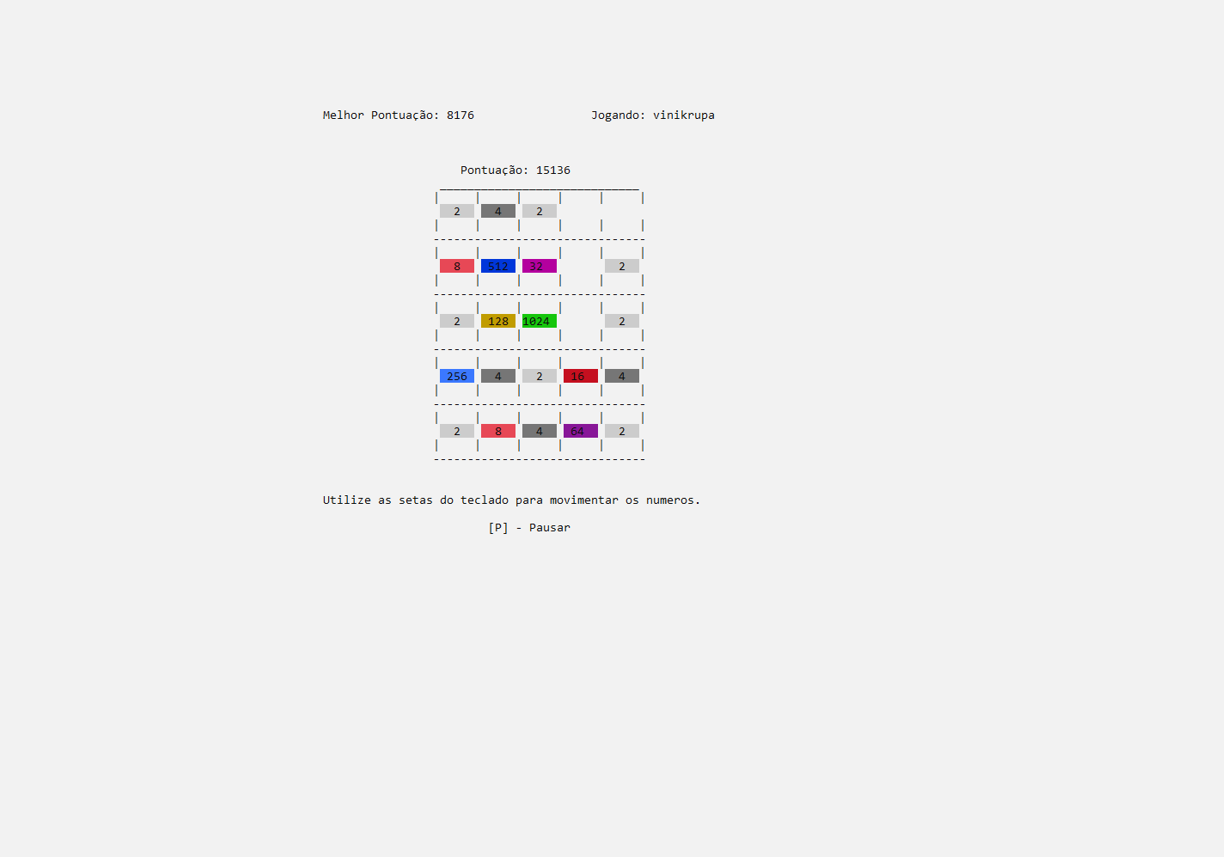 Melhor Pontuação: 8176 Jogando: vinikrupa
Pontuação: 15136
2 4 2
8 512 32 2
2 128 1024 2
256 4 2 16 4
2 8 4 64 2
Utilize as setas do teclado para movimentar os numeros.
[P] - Pausar